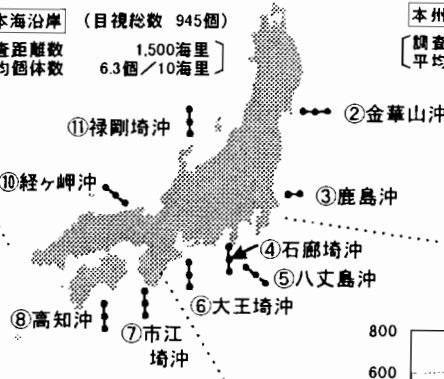 本海沿岸 （目視総数 945個）
査距離数 1,500海里
均個体数 6.3個／10海里
本州
調査
平均
②金華山沖
⑪禄剛埼沖
⑩経ヶ岬沖
③鹿島沖
④石廊埼沖
⑤八丈島沖
⑥大王埼沖
⑧高知沖
⑦市江
埼沖
800
600